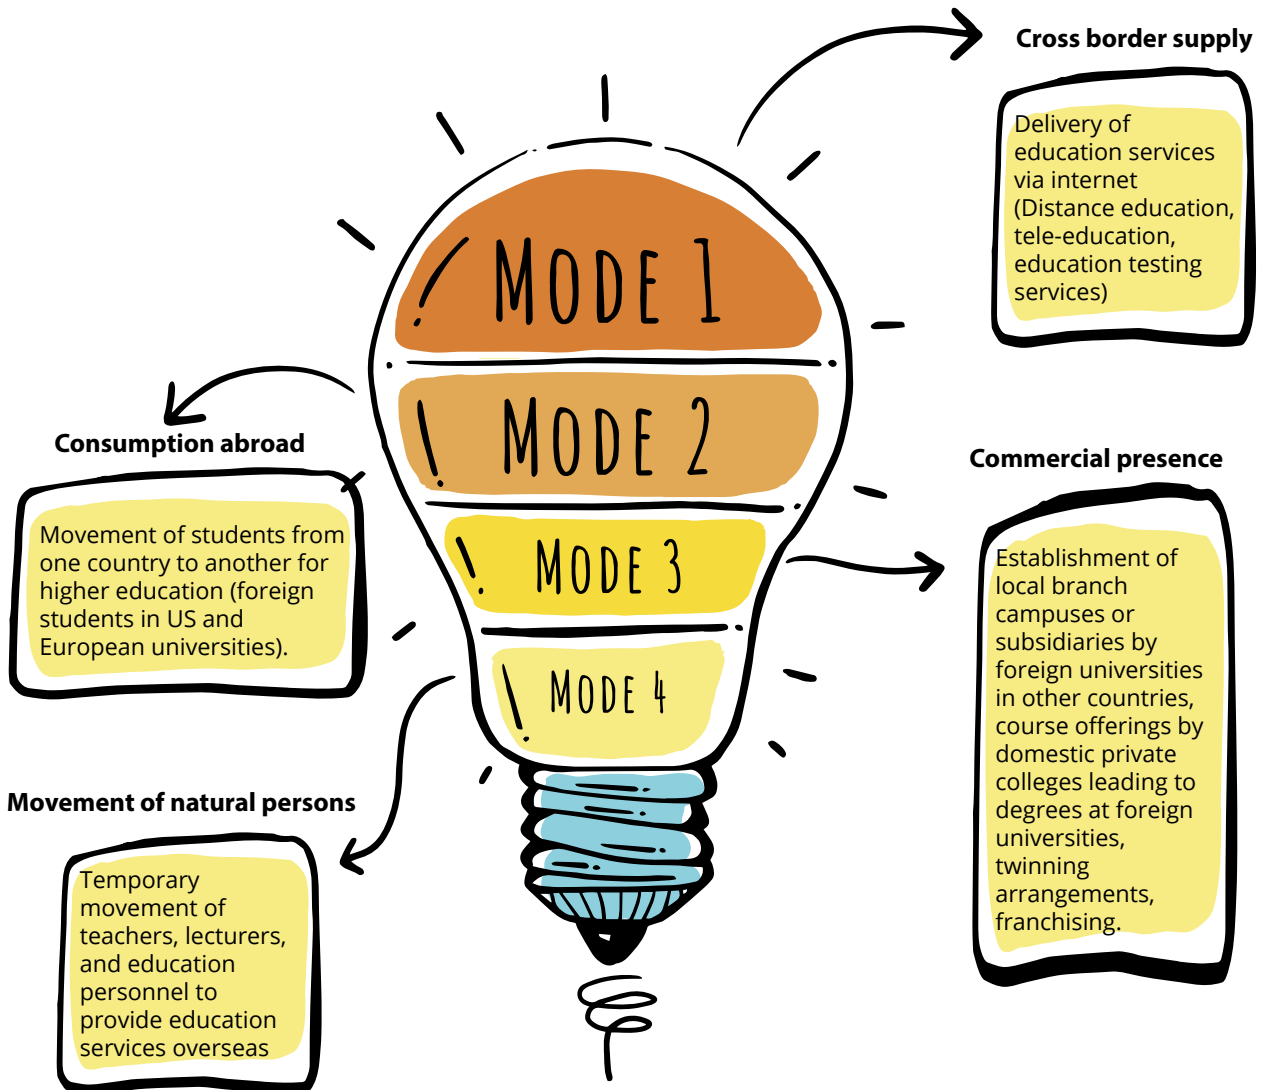 Cross border supply
Delivery of
education services
via internet
(Distance education,
tele-education,
education testing
services)
MODE 1
MODE 2
MODE 3
MODE 4
Consumption abroad
Movement of students from
one country to another for
higher education (foreign
students in US and
European universities).
Commercial presence
Establishment of
local branch
campuses or
subsidiaries by
foreign universities
in other countries,
course offerings by
domestic private
colleges leading to
degrees at foreign
universities,
twinning
arrangements,
franchising.
Movement of natural persons
Temporary
movement of
teachers, lecturers,
and education
personnel to
provide education
services overseas